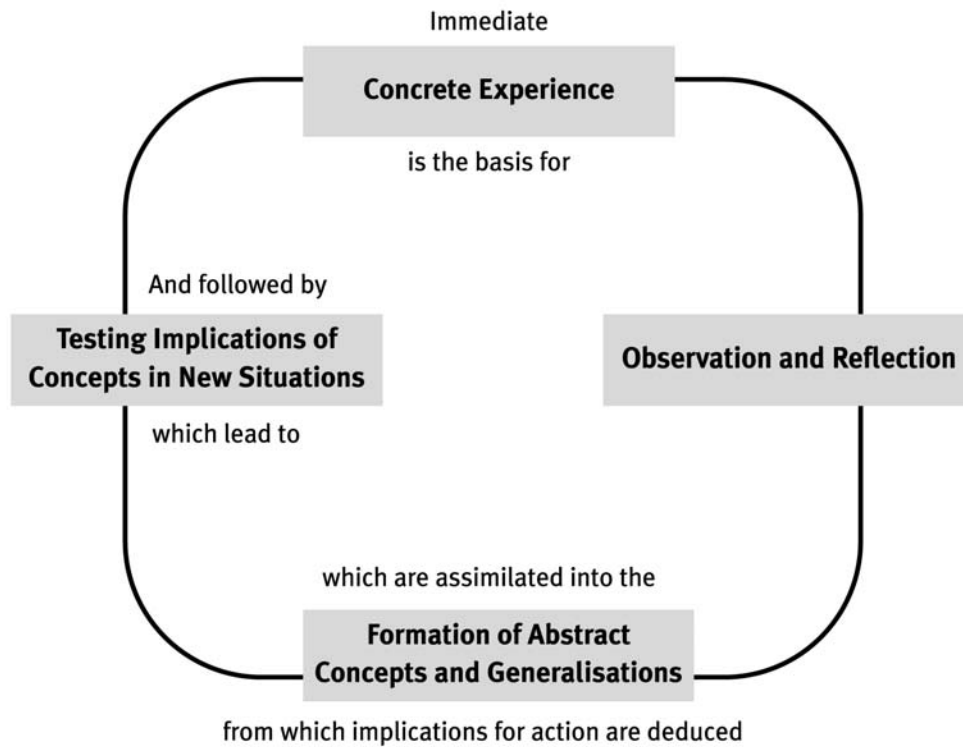 Immediate
Concrete Experience
is the basis for
Observation and Reflection
which are assimilated into the
Formation of Abstract
Concepts and Generalisations
from which implications for action are deduced
And followed by
Testing Implications of
Concepts in New Situations
which lead to